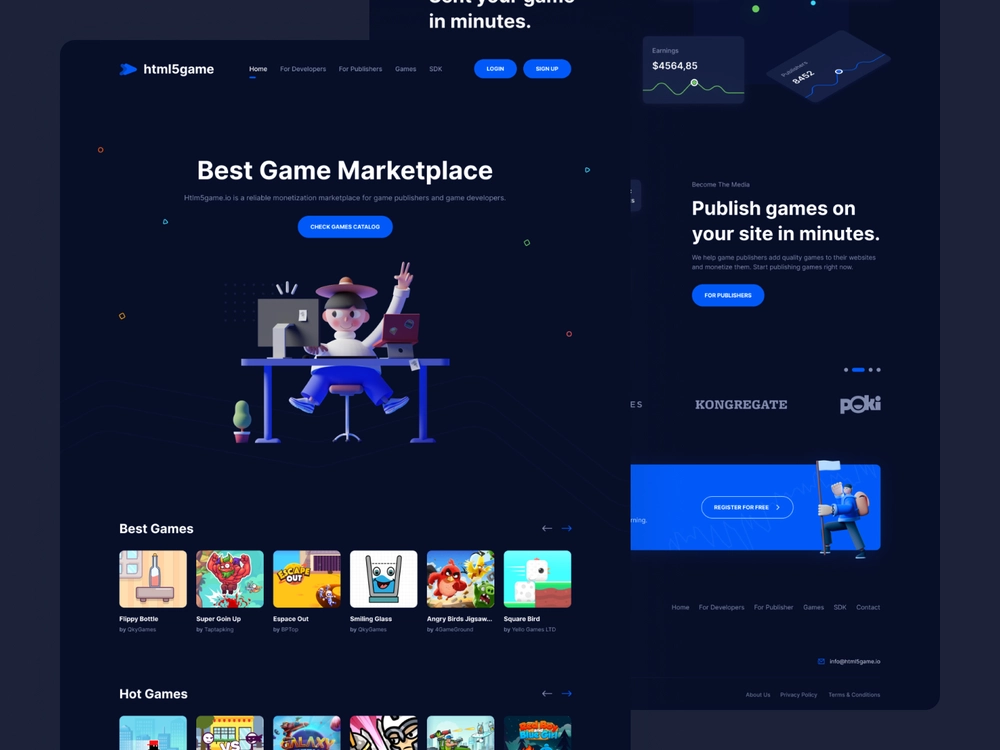 in minutes.
Earnings
$4564,85
Publishers
8452
html5game
Home
For Developers
For Publishers
Games
SDK
LOGIN
SIGN UP
Best Game Marketplace
Htlm5game.io is a reliable monetization marketplace for game publishers and game developers.
CHECK GAMES CATALOG
Become The Media
Publish games on
your site in minutes.
We help game publishers add quality games to their websites
and monetize them. Start publishing games right now.
FOR PUBLISHERS
ES
KONGREGATE
poki
rning.
REGISTER FOR FREE
Best Games
ESCAPE
OUT
Flippy Bottle
by QkyGames
Super Goin Up
by Taptapking
Espace Out
by BPTop
Smiling Glass
by QkyGames
Angry Birds Jigsaw...
by 4GameGround
Square Bird
by Yello Games LTD
Hot Games
VS
GALAXY
Home
For Developers
For Publisher
Games
SDK
Contact
info@html5game.io
About Us
Privacy Policy
Terms & Conditions